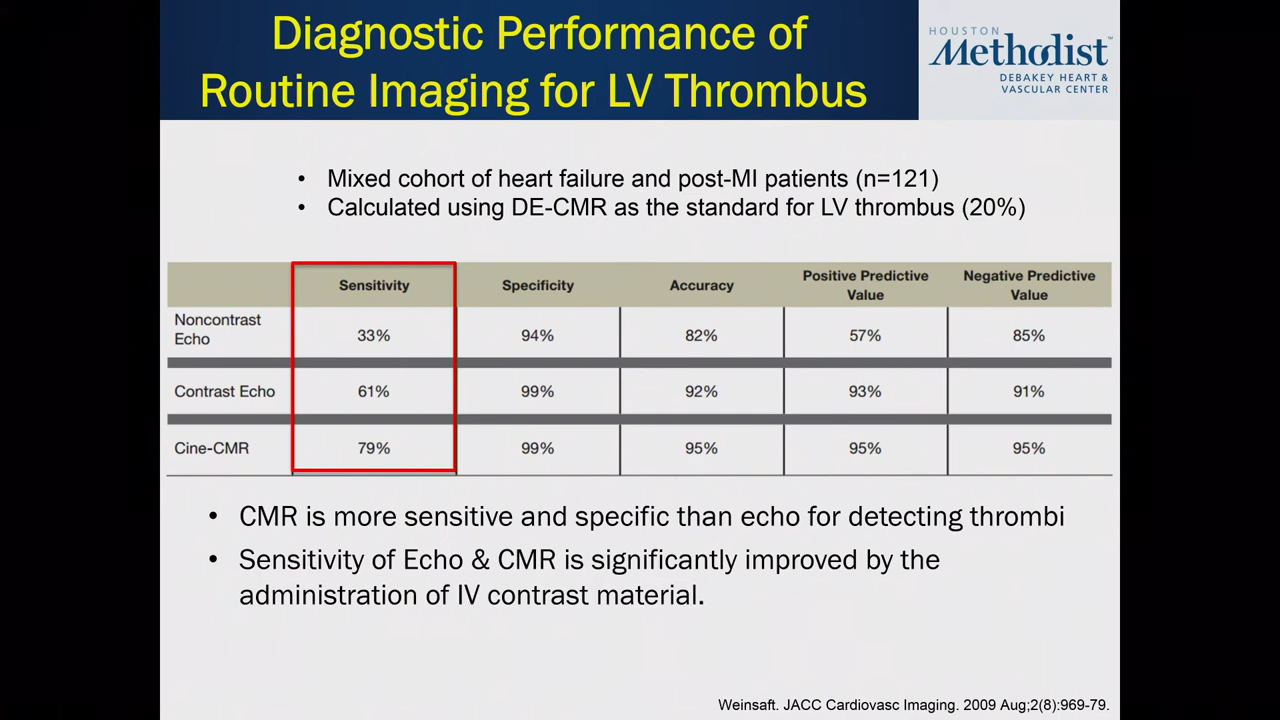 Diagnostic Performance of
Routine Imaging for LV Thrombus
HOUSTON
Methodist™
DEBAKEY HEART &
VASCULAR CENTER
• Mixed cohort of heart failure and post-MI patients (n=121)
• Calculated using DE-CMR as the standard for LV thrombus (20%)
Sensitivity Specificity Accuracy Positive Predictive Value Negative Predictive Value
Noncontrast Echo 33% 94% 82% 57% 85%
Contrast Echo 61% 99% 92% 93% 91%
Cine-CMR 79% 99% 95% 95% 95%
• CMR is more sensitive and specific than echo for detecting thrombi
• Sensitivity of Echo & CMR is significantly improved by the
administration of IV contrast material.
Weinsaft. JACC Cardiovasc Imaging. 2009 Aug;2(8):969-79.